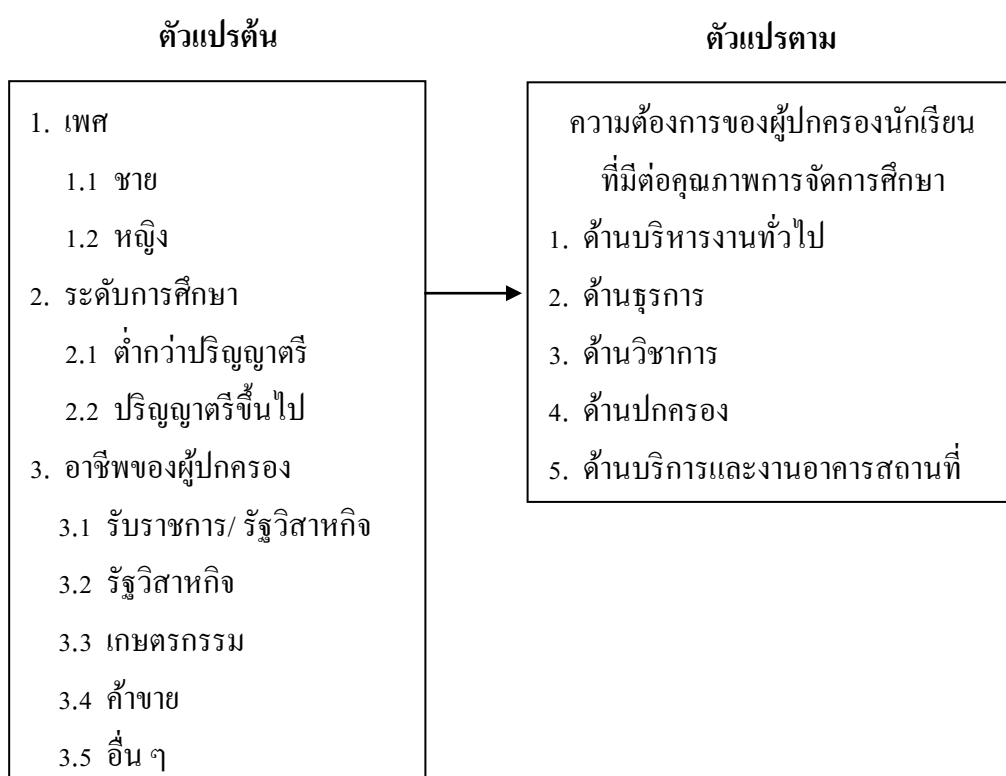 ตัวแปรต้น
1. เพศ
1.1 ชาย
1.2 หญิง
2. ระดับการศึกษา
2.1 ต่ำกว่าปริญญาตรี
2.2 ปริญญาตรีขึ้นไป
3. อาชีพของผู้ปกครอง
3.1 รับราชการ/ รัฐวิสาหกิจ
3.2 รัฐวิสาหกิจ
3.3 เกษตรกรรม
3.4 ค้าขาย
3.5 อื่น ๆ
ตัวแปรตาม
ความต้องการของผู้ปกครองนักเรียน
ที่มีต่อคุณภาพการจัดการศึกษา
1. ด้านบริหารงานทั่วไป
2. ด้านธุรการ
3. ด้านวิชาการ
4. ด้านปกครอง
5. ด้านบริการและงานอาคารสถานที่